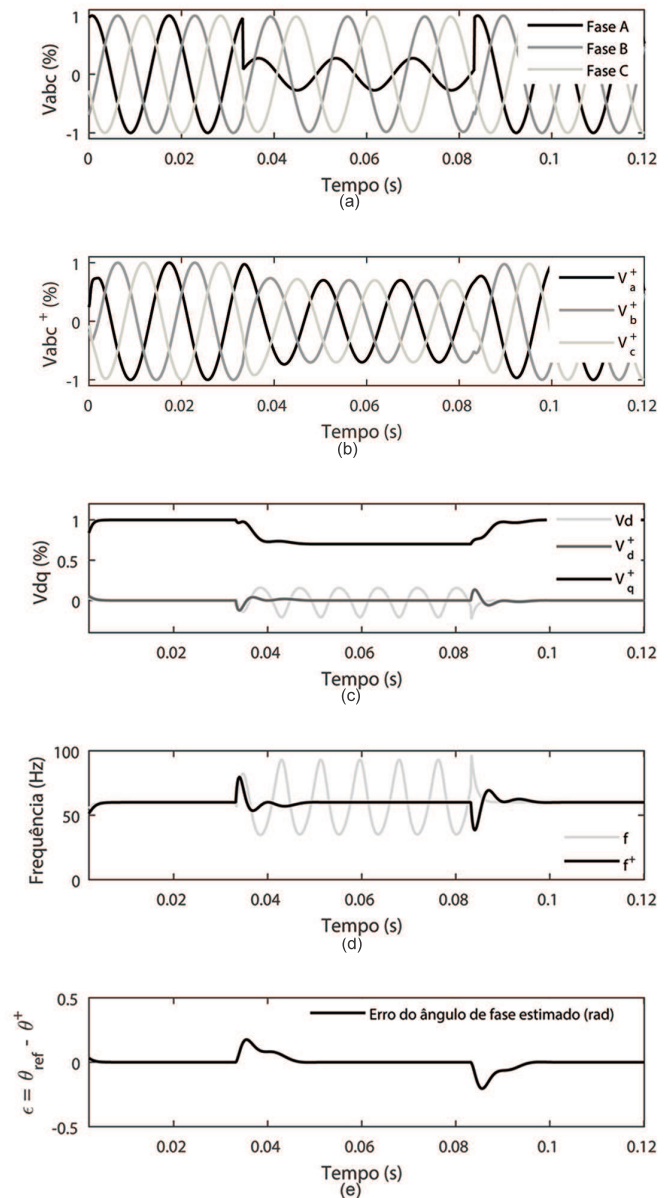 Vabc (%)
1
0
-1
Fase A
Fase B
Fase C
0 0.02 0.04 0.06 0.08 0.1 0.12
Tempo (s)
(a)
Vabc + (%)
1
0
-1
V+a
V+b
V+c
0 0.02 0.04 0.06 0.08 0.1 0.12
Tempo (s)
(b)
Vdq (%)
1
0.5
0
Vd
V+d
V+q
0.02 0.04 0.06 0.08 0.1 0.12
Tempo (s)
(c)
Frequência (Hz)
100
50
0
f
f+
0.02 0.04 0.06 0.08 0.1 0.12
Tempo (s)
(d)
ϵ = θref - θ+
0.5
0
-0.5
Erro do ângulo de fase estimado (rad)
0.02 0.04 0.06 0.08 0.1 0.12
Tempo (s)
(e)